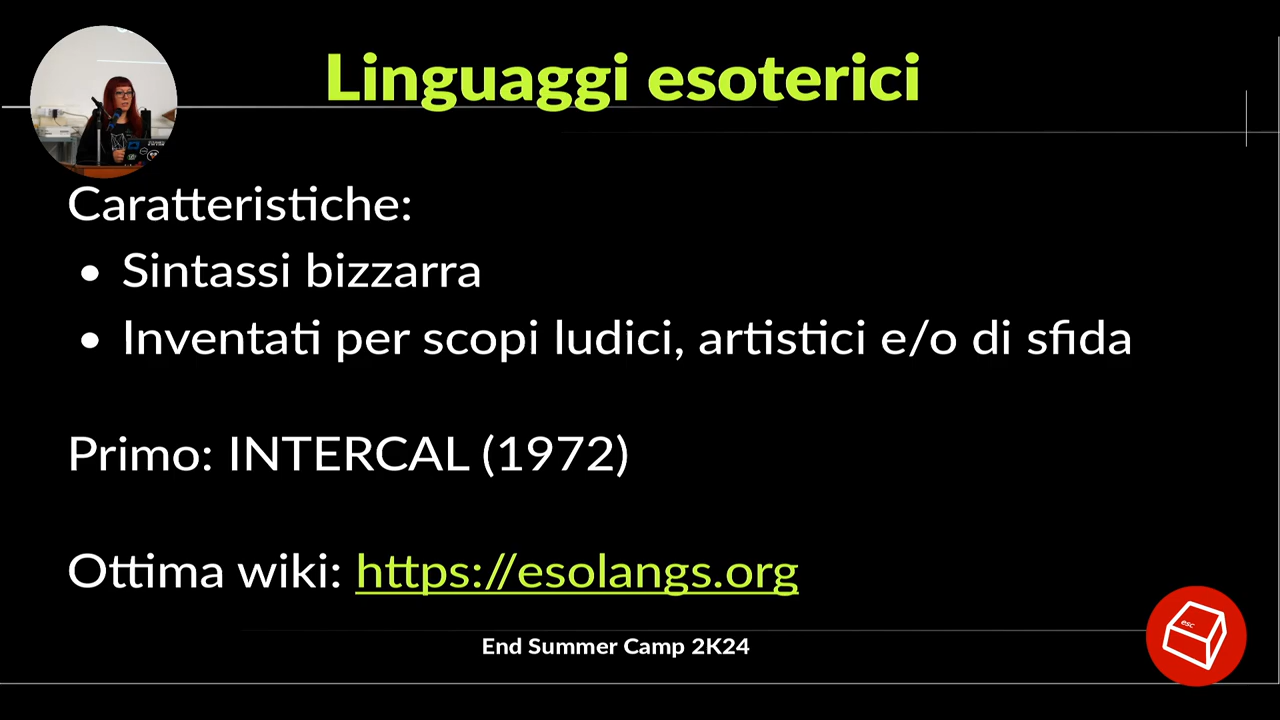 Linguaggi esoterici
Caratteristiche:
• Sintassi bizzarra
• Inventati per scopi ludici, artistici e/o di sfida
Primo: INTERCAL (1972)
Ottima wiki: https://esolangs.org
End Summer Camp 2K24
esc